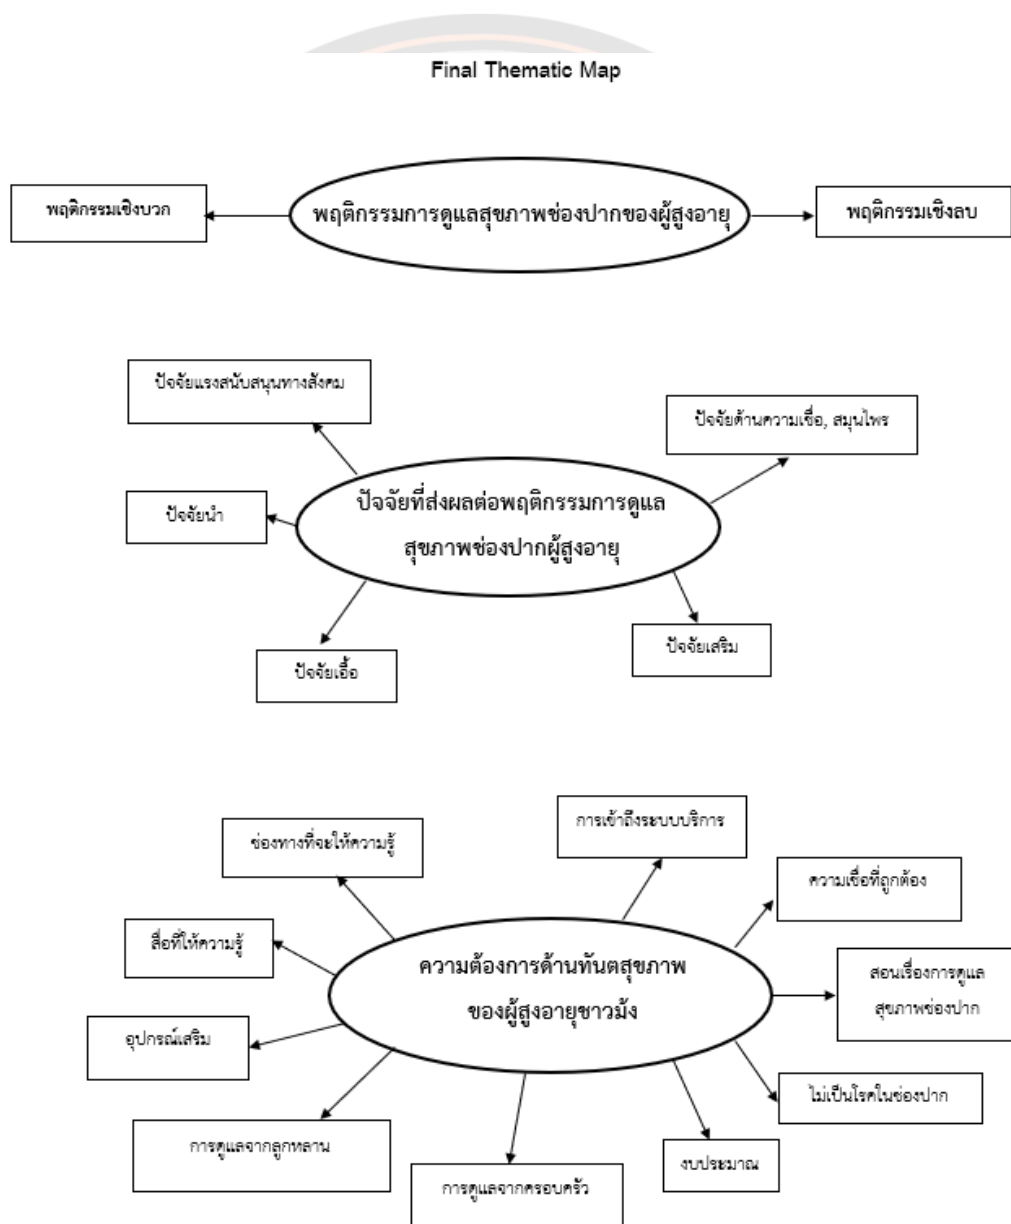 Final Thematic Map
พฤติกรรมเชิงบวก
พฤติกรรมการดูแลสุขภาพช่องปากของผู้สูงอายุ
พฤติกรรมเชิงลบ
ปัจจัยแรงสนับสนุนทางสังคม
ปัจจัยด้านความเชื่อ, สมุนไพร
ปัจจัยที่ส่งผลต่อพฤติกรรมการดูแล
สุขภาพช่องปากผู้สูงอายุ
ปัจจัยนำ
ปัจจัยเสริม
ปัจจัยเอื้อ
การเข้าถึงระบบบริการ
ช่องทางที่จะให้ความรู้
ความเชื่อที่ถูกต้อง
สื่อที่ให้ความรู้
ความต้องการด้านทันตสุขภาพ
ของผู้สูงอายุชาวม้ง
สอนเรื่องการดูแล
สุขภาพช่องปาก
อุปกรณ์เสริม
ไม่เป็นโรคในช่องปาก
การดูแลจากลูกหลาน
งบประมาณ
การดูแลจากครอบครัว